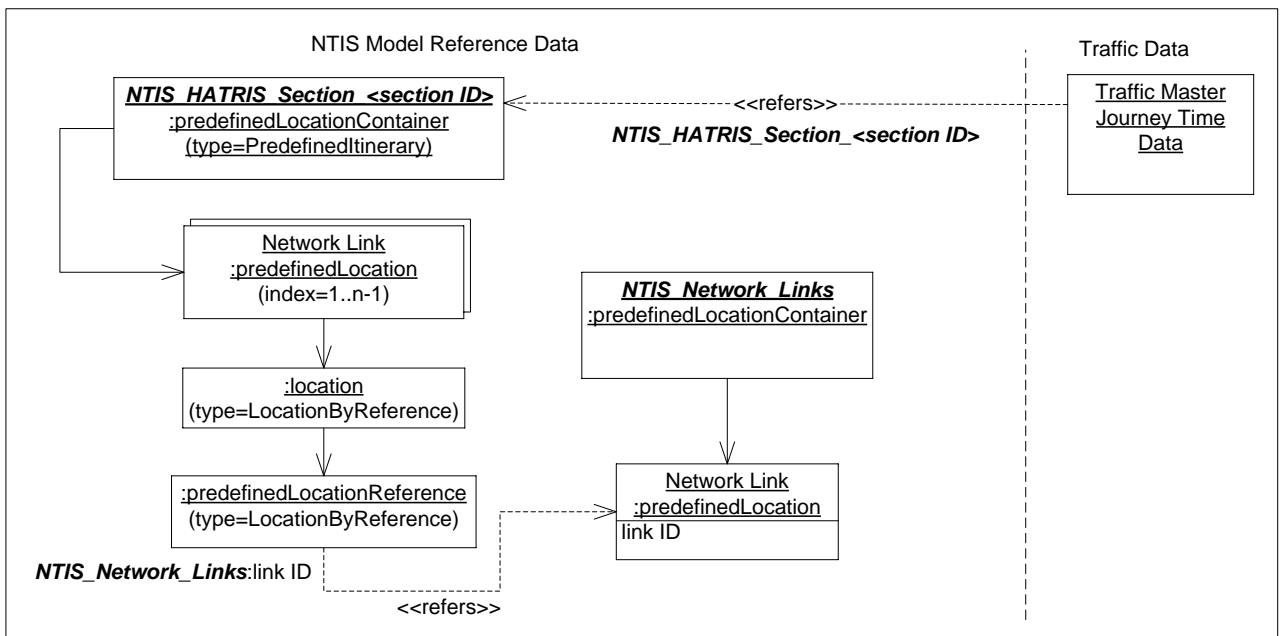 NTIS Model Reference Data
Traffic Data
NTIS_HATRIS_Section_<section ID>
:predefinedLocationContainer
(type=PredefinedItinerary)
<<refers>>
NTIS_HATRIS_Section_<section ID>
Traffic Master
Journey Time
Data
Network Link
:predefinedLocation
(index=1..n-1)
NTIS_Network_Links
:predefinedLocationContainer
:location
(type=LocationByReference)
:predefinedLocationReference
(type=LocationByReference)
Network Link
:predefinedLocation
link ID
NTIS_Network_Links:link ID
<<refers>>